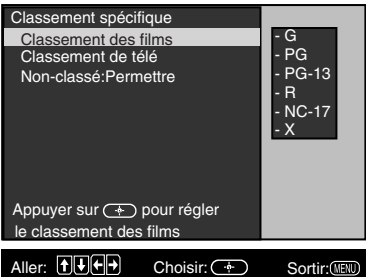 Classement spécifique
Classement des films
Classement de télé
Non-classé:Permettre
- G
- PG
- PG-13
- R
- NC-17
- X
Appuyer sur pour régler
le classement des films
Aller: Choisir: Sortir:MENU